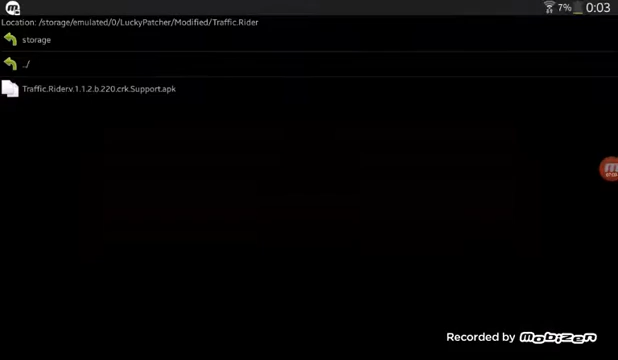 7% 0:03
Location: /storage/emulated/0/LuckyPatcher/Modified/Traffic.Rider
storage
../
Traffic.Riderv.1.1.2.b.220.crk.Support.apk
Recorded by mobizen